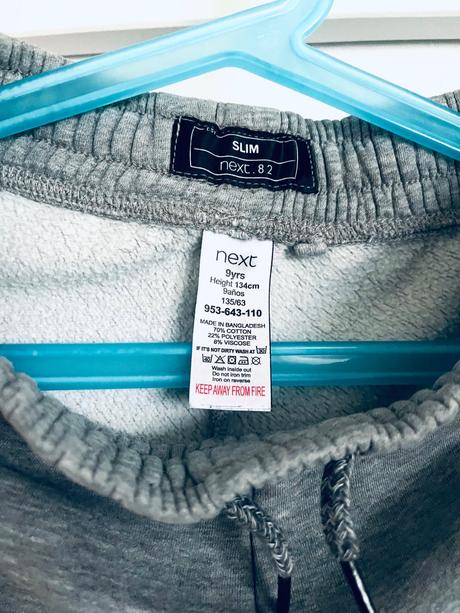 SLIM
next.82
next
9yrs
Height 134cm
9años
135/63
953-643-110
MADE IN BANGLADESH
70% COTTON
22% POLYESTER
8% VISCOSE
IF IT'S NOT DIRTY WASH AT
Wash inside out
Do not iron trim
Iron on reverse
KEEP AWAY FROM FIRE